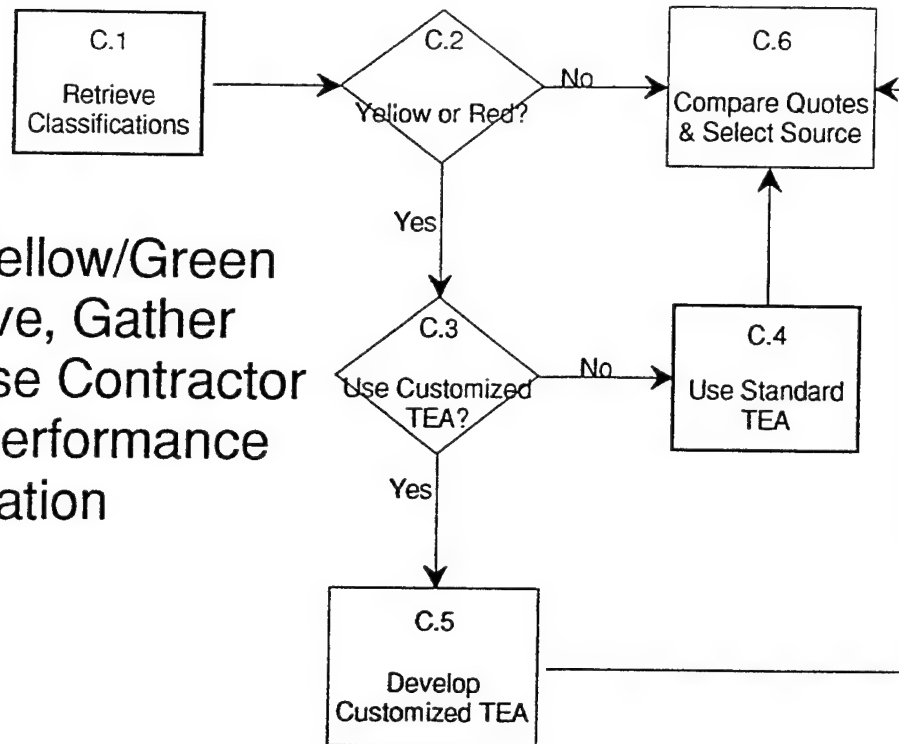 C.1
Retrieve
Classifications
C.2
Yellow or Red?
No
C.6
Compare Quotes
& Select Source
Yes
ellow/Green
ve, Gather
se Contractor
erformance
ation
C.3
Use Customized
TEA?
No
C.4
Use Standard
TEA
Yes
C.5
Develop
Customized TEA